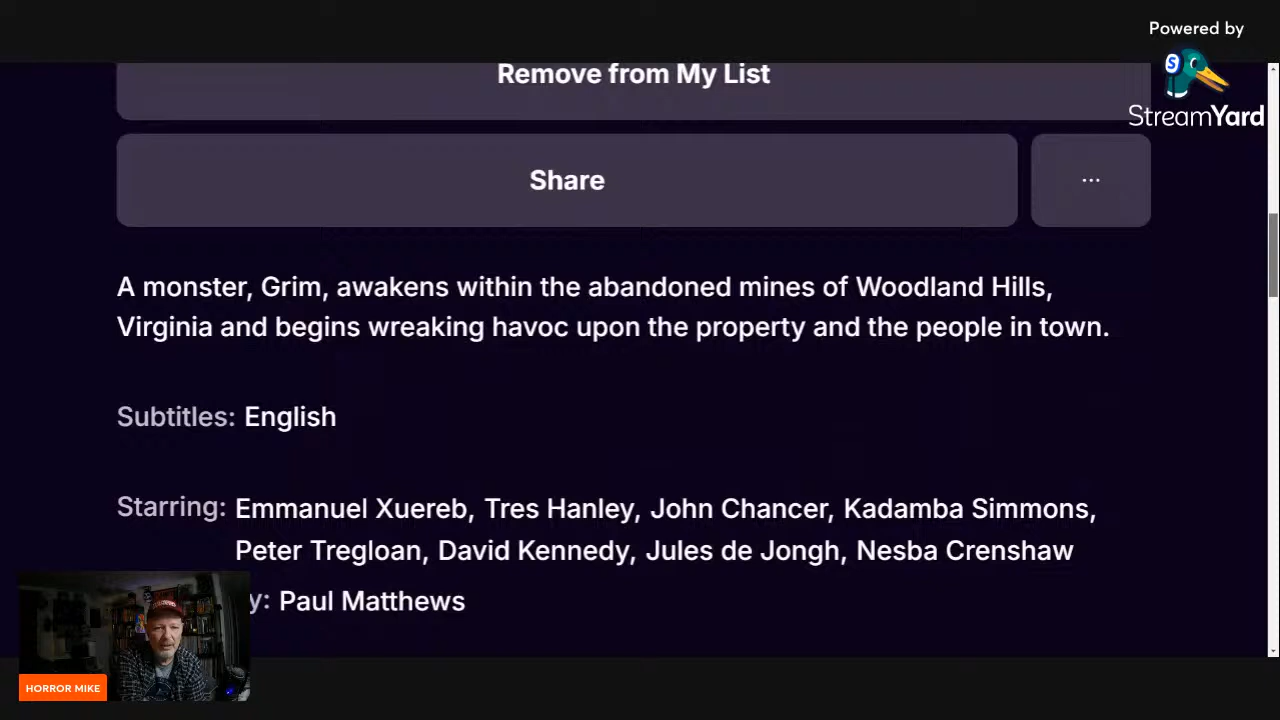 Powered by
StreamYard
Remove from My List
Share
...
A monster, Grim, awakens within the abandoned mines of Woodland Hills,
Virginia and begins wreaking havoc upon the property and the people in town.
Subtitles: English
Starring: Emmanuel Xuereb, Tres Hanley, John Chancer, Kadamba Simmons,
Peter Tregloan, David Kennedy, Jules de Jongh, Nesba Crenshaw
y: Paul Matthews
HORROR MIKE